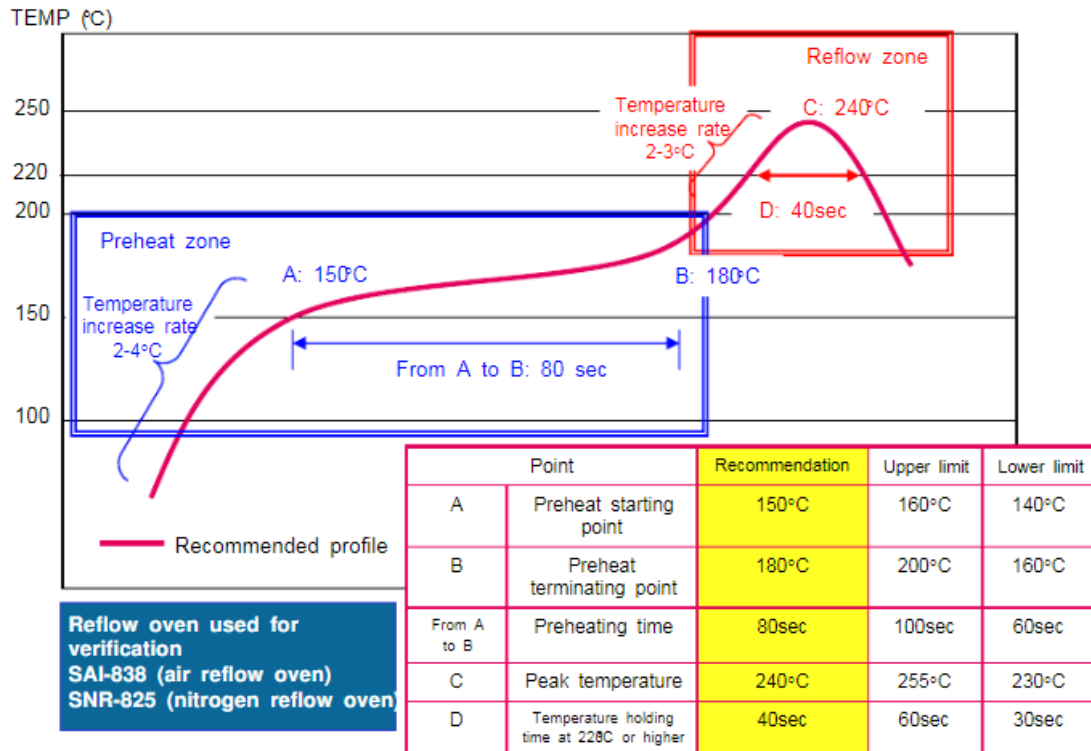 TEMP (°C)
Reflow zone
250
Temperature
increase rate
2-3°C
C: 240°C
220
D: 40sec
200
Preheat zone
A: 150°C
B: 180°C
Temperature
increase rate
2-4°C
150
From A to B: 80 sec
100
Recommended profile
Point Recommendation Upper limit Lower limit
A Preheat starting
point 150°C 160°C 140°C
B Preheat
terminating point 180°C 200°C 160°C
From A
to B Preheating time 80sec 100sec 60sec
C Peak temperature 240°C 255°C 230°C
D Temperature holding
time at or higher 40sec 60sec 30sec
Reflow oven used for
verification
SAI-838 (air reflow oven)
SNR-825 (nitrogen reflow oven)